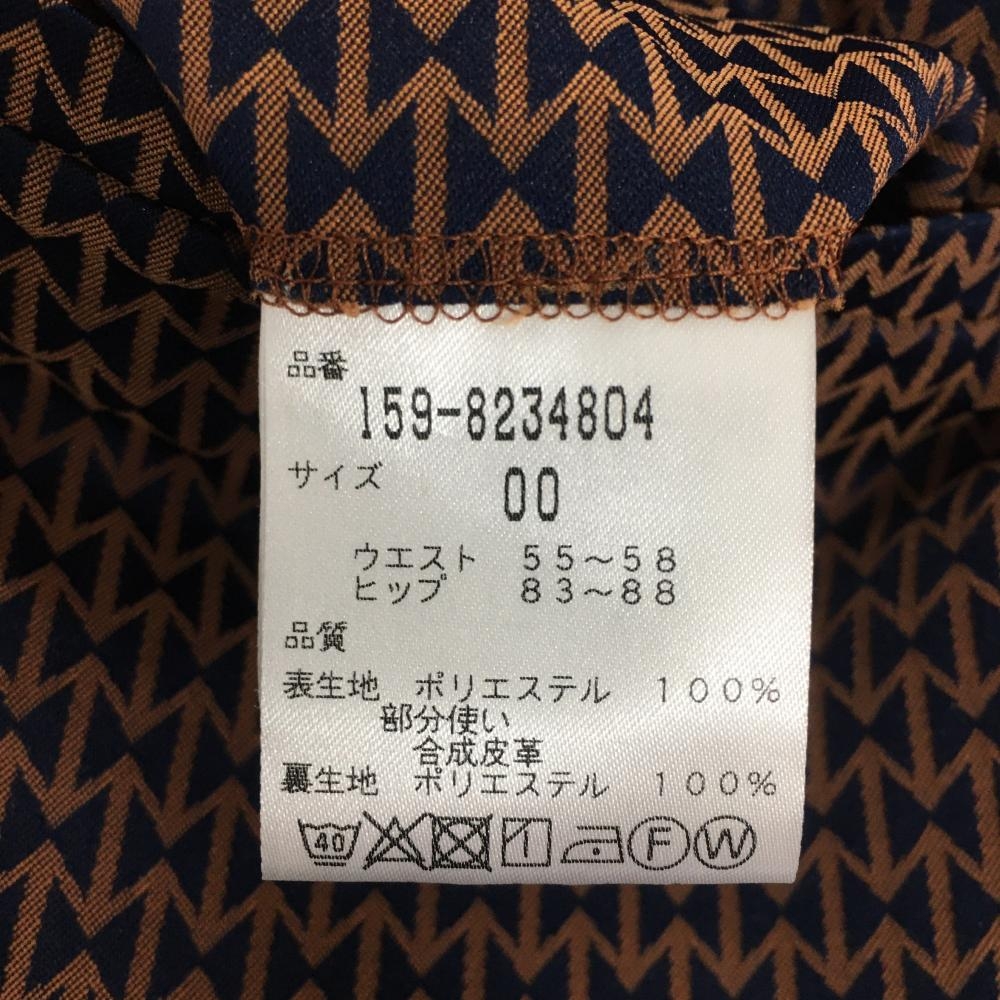 品番
159-8234804
サイズ 00
ウエスト 55～58
ヒップ 83～88
品質
表生地 ポリエステル 100%
部分使い
合成皮革
裏生地 ポリエステル 100%
40 F W